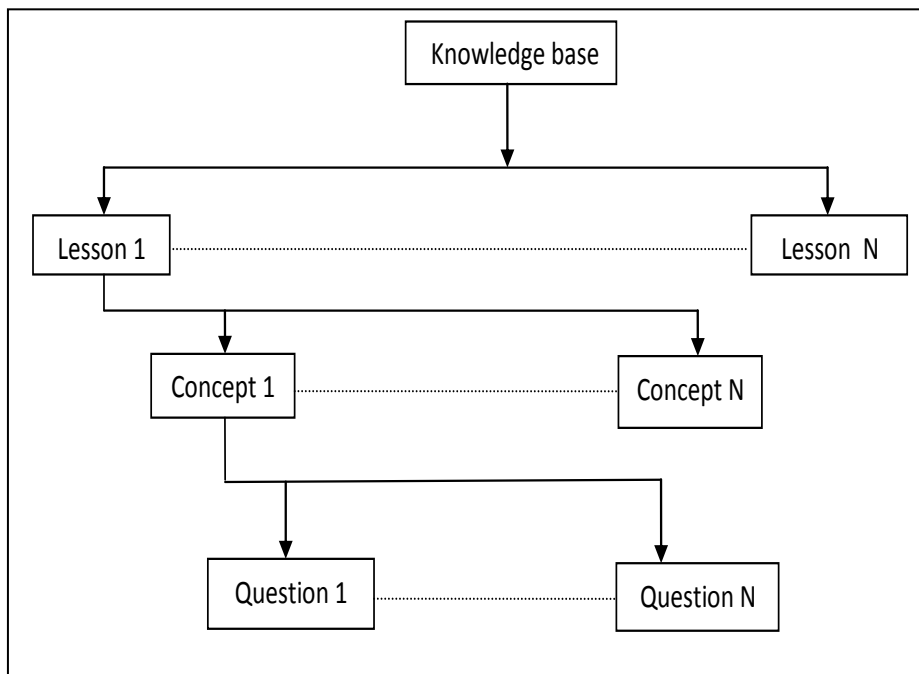 Knowledge base
Lesson 1
Lesson N
Concept 1
Concept N
Question 1
Question N